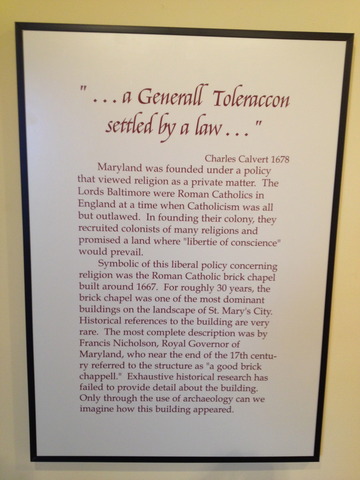 " . . . a Generall Toleraccon
settled by a law . . . "
Charles Calvert 1678
Maryland was founded under a policy
that viewed religion as a private matter. The
Lords Baltimore were Roman Catholics in
England at a time when Catholicism was all
but outlawed. In founding their colony, they
recruited colonists of many religions and
promised a land where "libertie of conscience"
would prevail.
Symbolic of this liberal policy concerning
religion was the Roman Catholic brick chapel
built around 1667. For roughly 30 years, the
brick chapel was one of the most dominant
buildings on the landscape of St. Mary's City.
Historical references to the building are very
rare. The most complete description was by
Francis Nicholson, Royal Governor of
Maryland, who near the end of the 17th centu-
ry referred to the structure as "a good brick
chappell." Exhaustive historical research has
failed to provide detail about the building.
Only through the use of archaeology can we
imagine how this building appeared.